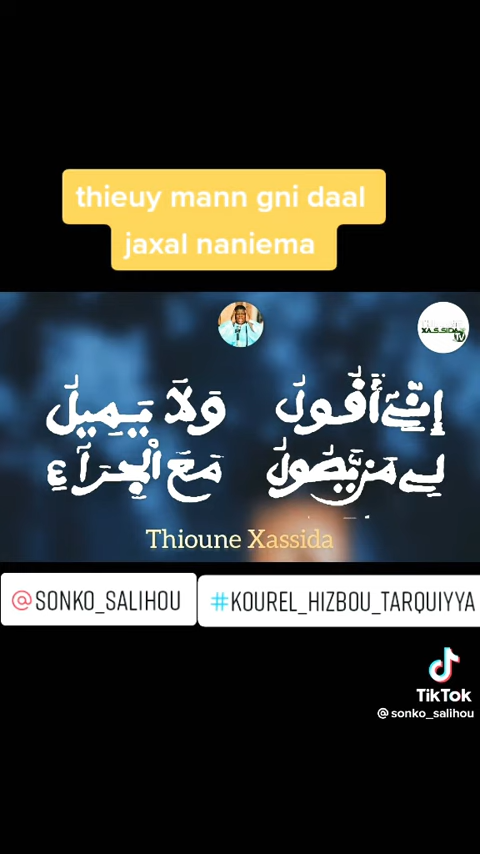 thieuy mann gni daal
jaxal naniema
إِنِّي أَقُولُ وَلَا يَمِيلُ
لِي مَن يَصُولُ مَعَ الْجِرَاءِ
Thioune Xassida
@SONKO_SALIHOU
#KOUREL_HIZBOU_TARQUIYYA
TikTok
@sonko_salihou